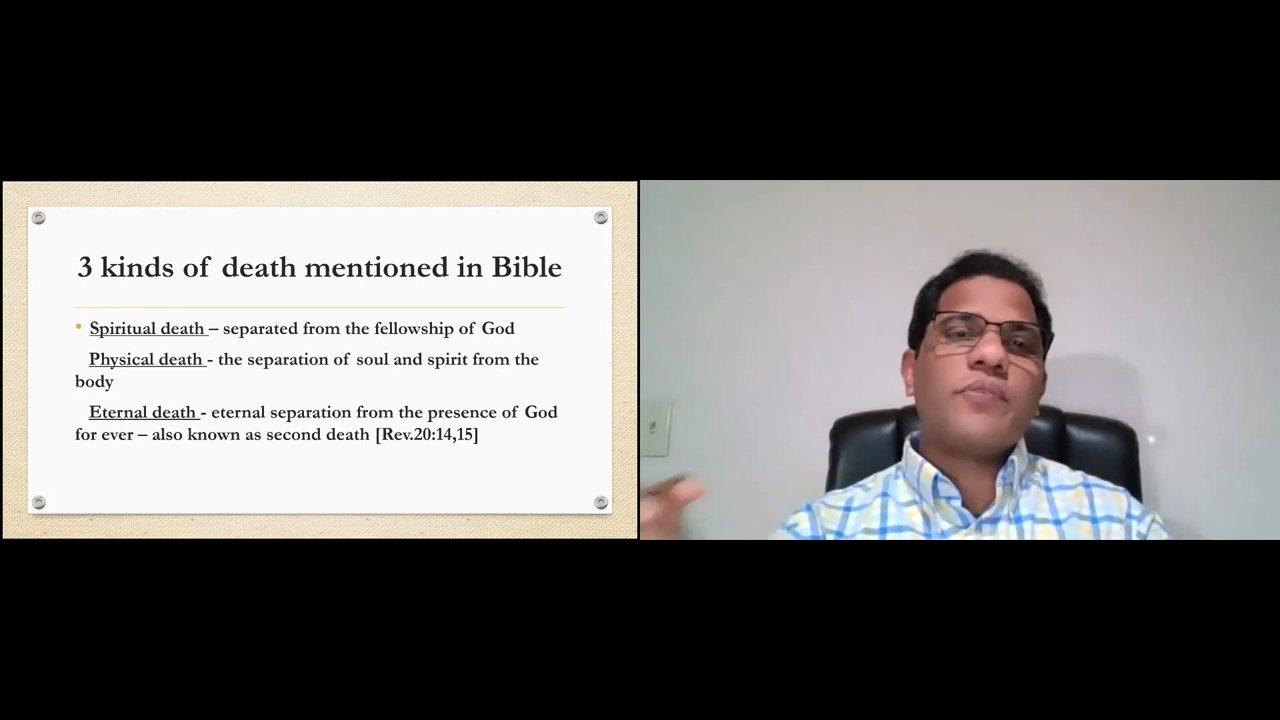 3 kinds of death mentioned in Bible
• Spiritual death – separated from the fellowship of God
Physical death - the separation of soul and spirit from the
body
Eternal death - eternal separation from the presence of God
for ever – also known as second death [Rev.20:14,15]